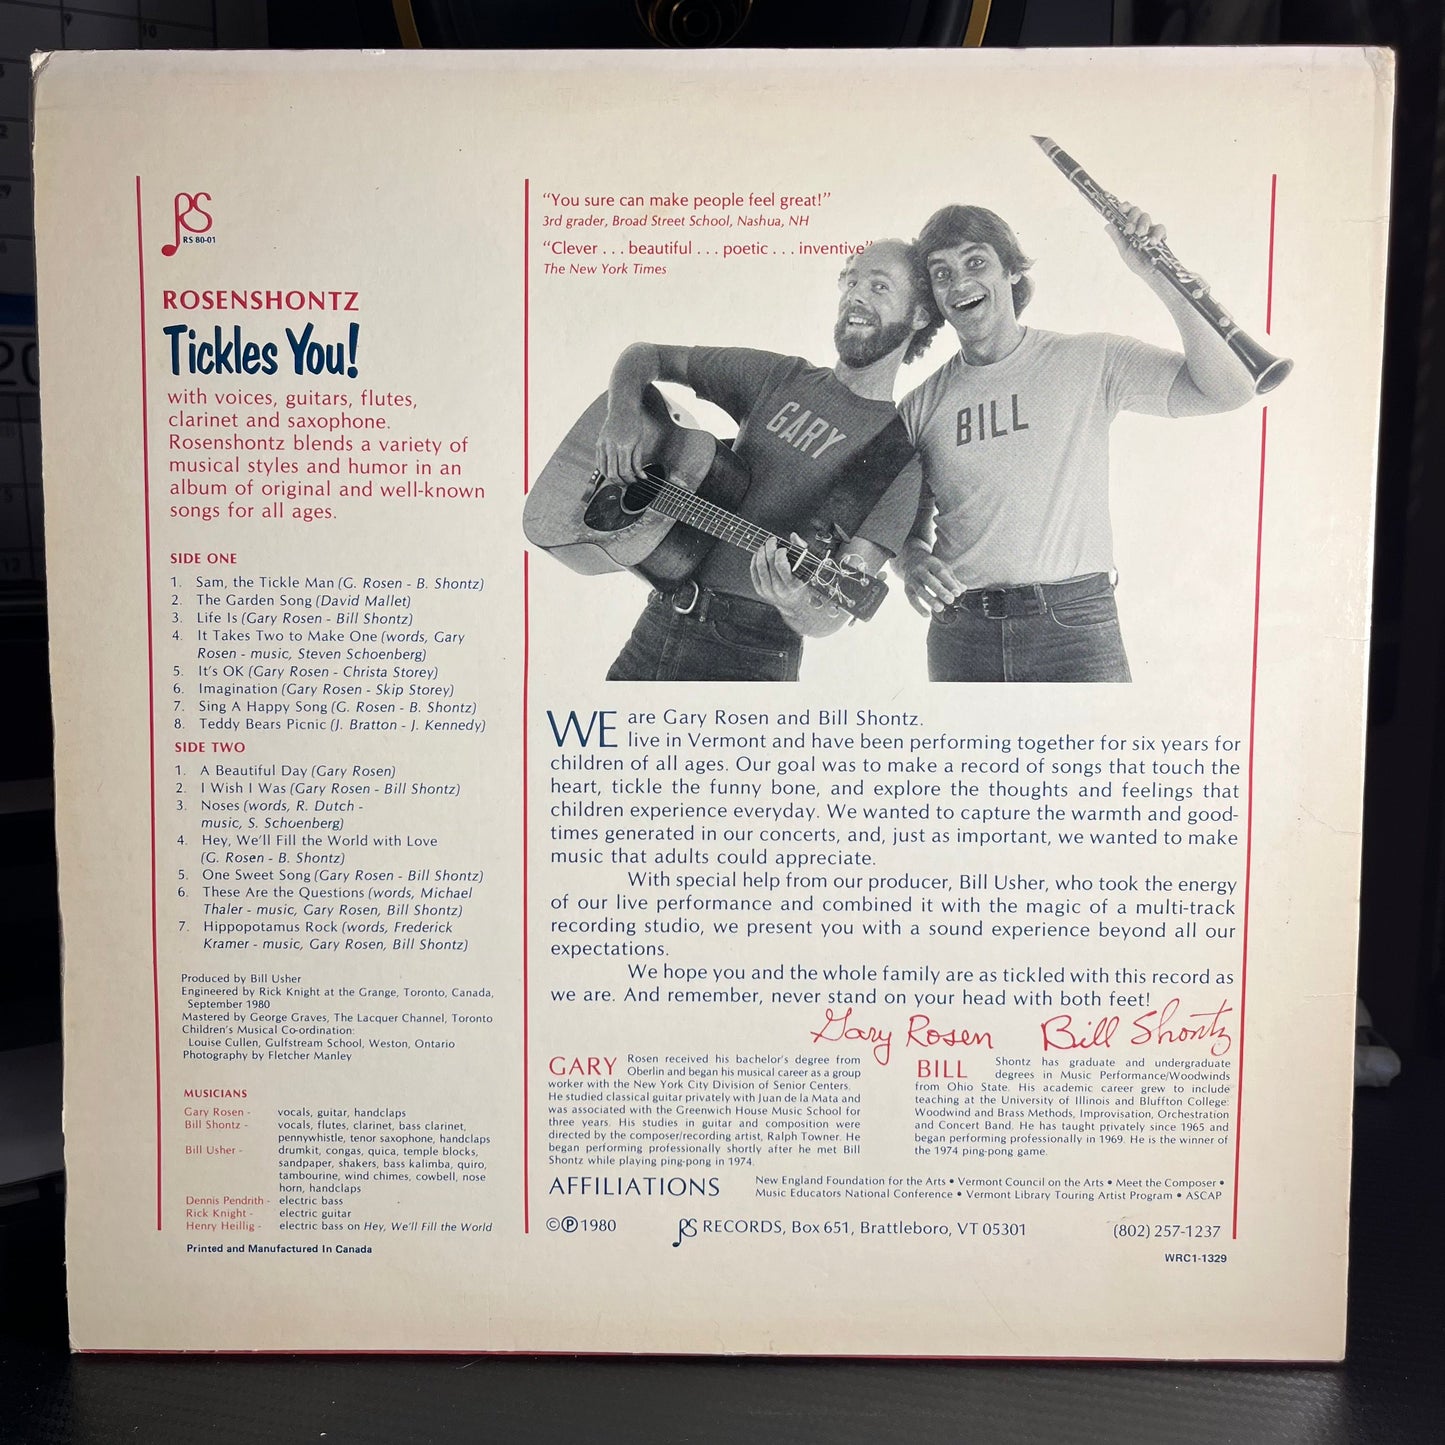 RS
RS 80-01
ROSENSHONTZ
Tickles You!
with voices, guitars, flutes,
clarinet and saxophone.
Rosenshontz blends a variety of
musical styles and humor in an
album of original and well-known
songs for all ages.
SIDE ONE
1. Sam, the Tickle Man (G. Rosen - B. Shontz)
2. The Garden Song (David Mallet)
3. Life Is (Gary Rosen - Bill Shontz)
4. It Takes Two to Make One (words, Gary
Rosen - music, Steven Schoenberg)
5. It's OK (Gary Rosen - Christa Storey)
6. Imagination (Gary Rosen - Skip Storey)
7. Sing A Happy Song (G. Rosen - B. Shontz)
8. Teddy Bears Picnic (J. Bratton - J. Kennedy)
SIDE TWO
1. A Beautiful Day (Gary Rosen)
2. I Wish I Was (Gary Rosen - Bill Shontz)
3. Noses (words, R. Dutch -
music, S. Schoenberg)
4. Hey, We'll Fill the World with Love
(G. Rosen - B. Shontz)
5. One Sweet Song (Gary Rosen - Bill Shontz)
6. These Are the Questions (words, Michael
Thaler - music, Gary Rosen, Bill Shontz)
7. Hippopotamus Rock (words, Frederick
Kramer - music, Gary Rosen, Bill Shontz)
Produced by Bill Usher
Engineered by Rick Knight at the Grange, Toronto, Canada,
September 1980
Mastered by George Graves, The Lacquer Channel, Toronto
Children's Musical Co-ordination:
Louise Cullen, Gulfstream School, Weston, Ontario
Photography by Fletcher Manley
MUSICIANS
Gary Rosen - vocals, guitar, handclaps
Bill Shontz - vocals, flutes, clarinet, bass clarinet,
pennywhistle, tenor saxophone, handclaps
Bill Usher - drumkit, congas, quica, temple blocks,
sandpaper, shakers, bass kalimba, quiro,
tambourine, wind chimes, cowbell, nose
horn, handclaps
Dennis Pendrith - electric bass
Rick Knight - electric guitar
Henry Heillig - electric bass on Hey, We'll Fill the World
Printed and Manufactured In Canada
"You sure can make people feel great!"
3rd grader, Broad Street School, Nashua, NH
"Clever . . . beautiful . . . poetic . . . inventive"
The New York Times
GARY
BILL
WE are Gary Rosen and Bill Shontz.
live in Vermont and have been performing together for six years for
children of all ages. Our goal was to make a record of songs that touch the
heart, tickle the funny bone, and explore the thoughts and feelings that
children experience everyday. We wanted to capture the warmth and good-
times generated in our concerts, and, just as important, we wanted to make
music that adults could appreciate.
With special help from our producer, Bill Usher, who took the energy
of our live performance and combined it with the magic of a multi-track
recording studio, we present you with a sound experience beyond all our
expectations.
We hope you and the whole family are as tickled with this record as
we are. And remember, never stand on your head with both feet!
Gary Rosen Bill Shontz
GARY Rosen received his bachelor's degree from
Oberlin and began his musical career as a group
worker with the New York City Division of Senior Centers.
He studied classical guitar privately with Juan de la Mata and
was associated with the Greenwich House Music School for
three years. His studies in guitar and composition were
directed by the composer/recording artist, Ralph Towner. He
began performing professionally shortly after he met Bill
Shontz while playing ping-pong in 1974.
BILL Shontz has graduate and undergraduate
degrees in Music Performance/Woodwinds
from Ohio State. His academic career grew to include
teaching at the University of Illinois and Bluffton College:
Woodwind and Brass Methods, Improvisation, Orchestration
and Concert Band. He has taught privately since 1965 and
began performing professionally in 1969. He is the winner of
the 1974 ping-pong game.
AFFILIATIONS New England Foundation for the Arts • Vermont Council on the Arts • Meet the Composer •
Music Educators National Conference • Vermont Library Touring Artist Program • ASCAP
©℗1980 RS RECORDS, Box 651, Brattleboro, VT 05301 (802) 257-1237
WRC1-1329